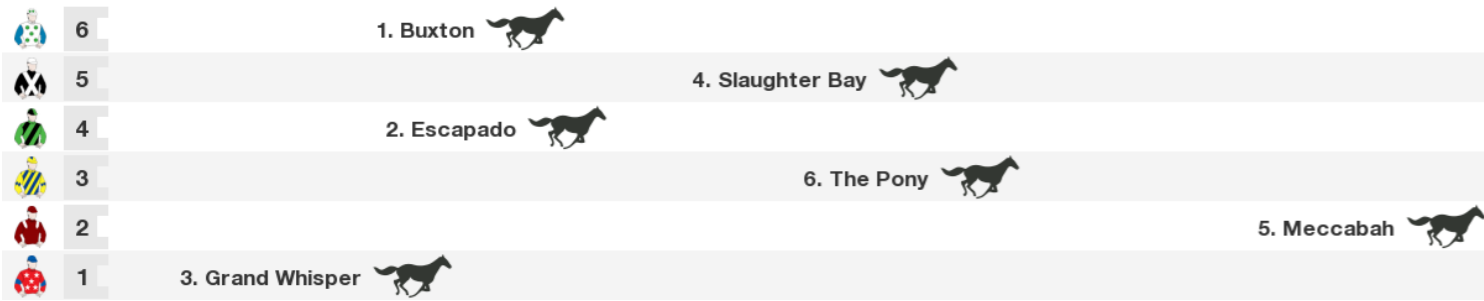 6 1. Buxton
5 4. Slaughter Bay
4 2. Escapado
3 6. The Pony
2 5. Meccabah
1 3. Grand Whisper